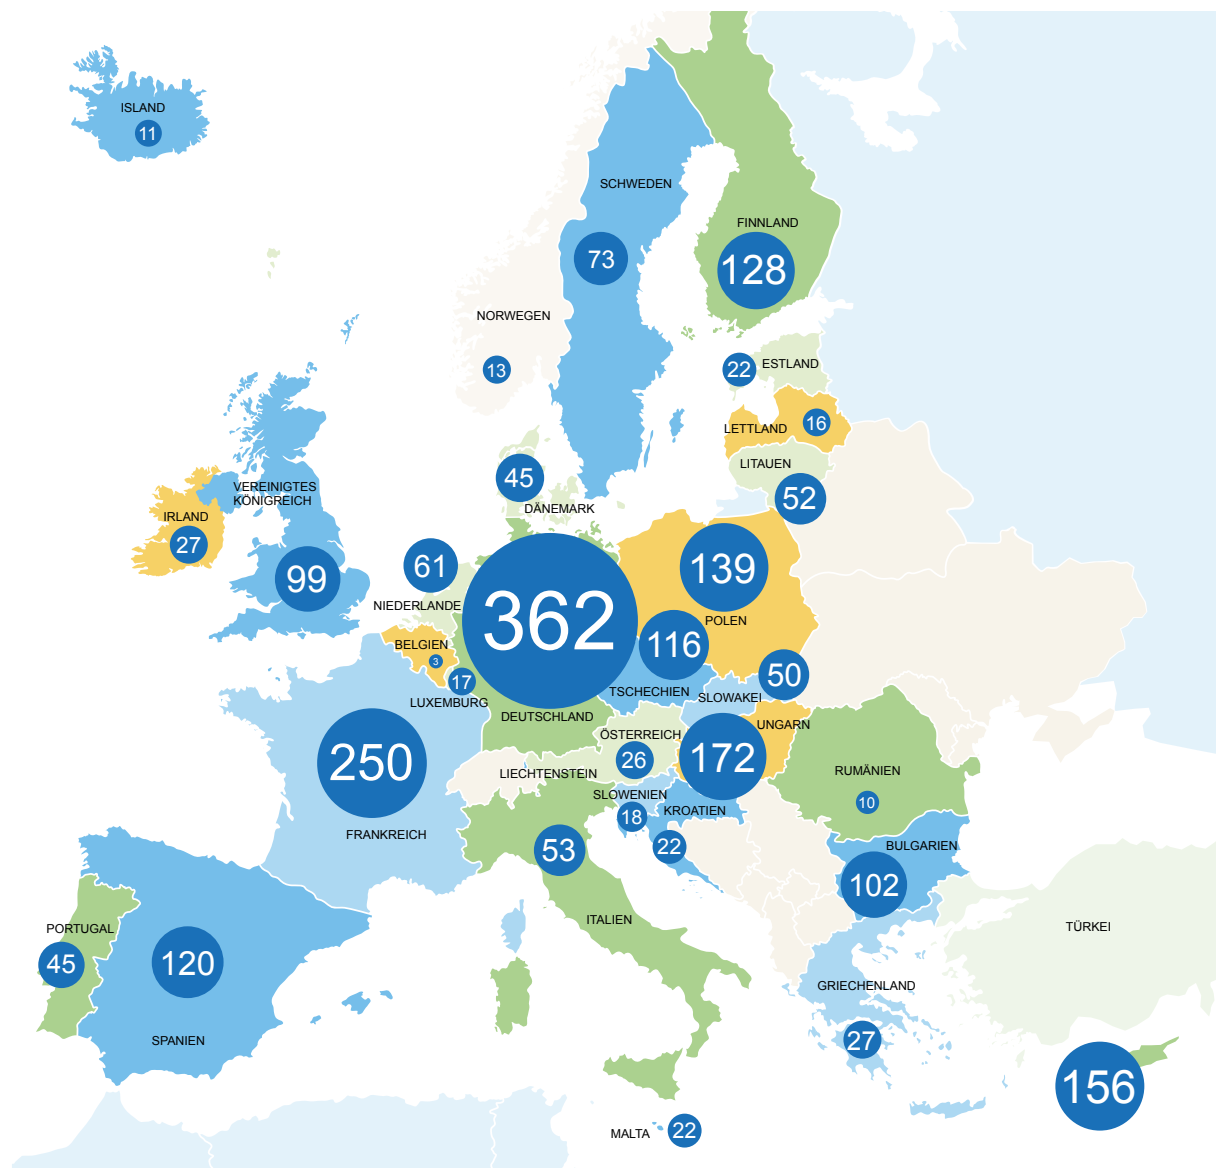 ISLAND
11
SCHWEDEN
73
FINNLAND
128
NORWEGEN
13
22
ESTLAND
LETTLAND
16
LITAUEN
52
45
DÄNEMARK
VEREINIGTES
KÖNIGREICH
IRLAND
27
99
61
NIEDERLANDE
362
139
POLEN
116
BELGIEN
3
17
LUXEMBURG
DEUTSCHLAND
TSCHECHIEN
50
SLOWAKEI
UNGARN
172
ÖSTERREICH
26
LIECHTENSTEIN
250
FRANKREICH
SLOWENIEN
18
KROATIEN
22
RUMÄNIEN
10
53
ITALIEN
BULGARIEN
102
PORTUGAL
45
120
SPANIEN
TÜRKEI
GRIECHENLAND
27
156
MALTA
22